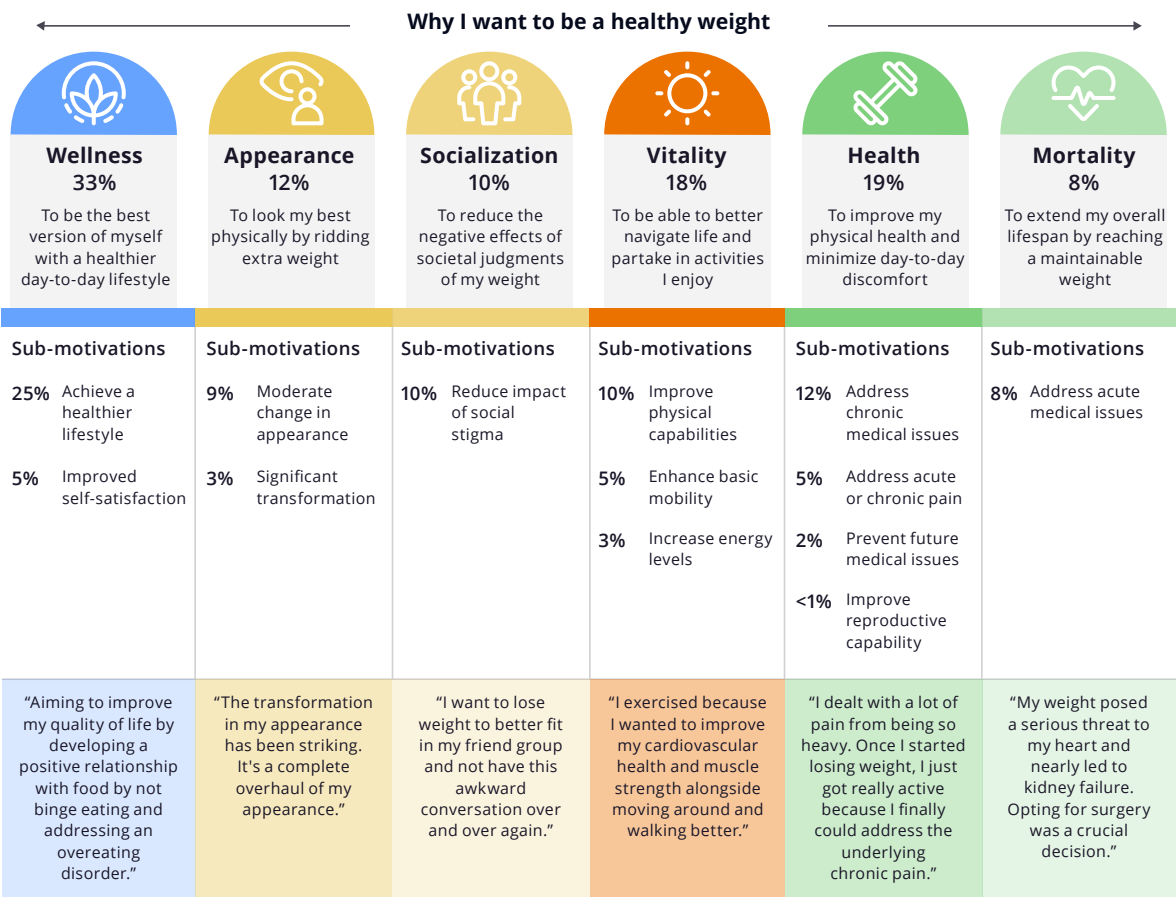 Why I want to be a healthy weight
Wellness
33%
To be the best
version of myself
with a healthier
day-to-day lifestyle
Appearance
12%
To look my best
physically by ridding
extra weight
Socialization
10%
To reduce the
negative effects of
societal judgments
of my weight
Vitality
18%
To be able to better
navigate life and
partake in activities
I enjoy
Health
19%
To improve my
physical health and
minimize day-to-day
discomfort
Mortality
8%
To extend my overall
lifespan by reaching
a maintainable
weight
Sub-motivations
25% Achieve a
healthier
lifestyle
5% Improved
self-satisfaction
Sub-motivations
9% Moderate
change in
appearance
3% Significant
transformation
Sub-motivations
10% Reduce impact
of social
stigma
Sub-motivations
10% Improve
physical
capabilities
5% Enhance basic
mobility
3% Increase energy
levels
Sub-motivations
12% Address
chronic
medical issues
5% Address acute
or chronic pain
2% Prevent future
medical issues
<1% Improve
reproductive
capability
Sub-motivations
8% Address acute
medical issues
“Aiming to improve
my quality of life by
developing a
positive relationship
with food by not
binge eating and
addressing an
overeating
disorder.”
“The transformation
in my appearance
has been striking.
It's a complete
overhaul of my
appearance.”
“I want to lose
weight to better fit
in my friend group
and not have this
awkward
conversation over
and over again.”
“I exercised because
I wanted to improve
my cardiovascular
health and muscle
strength alongside
moving around and
walking better.”
“I dealt with a lot of
pain from being so
heavy. Once I started
losing weight, I just
got really active
because I finally
could address the
underlying
chronic pain.”
“My weight posed
a serious threat to
my heart and
nearly led to
kidney failure.
Opting for surgery
was a crucial
decision.”